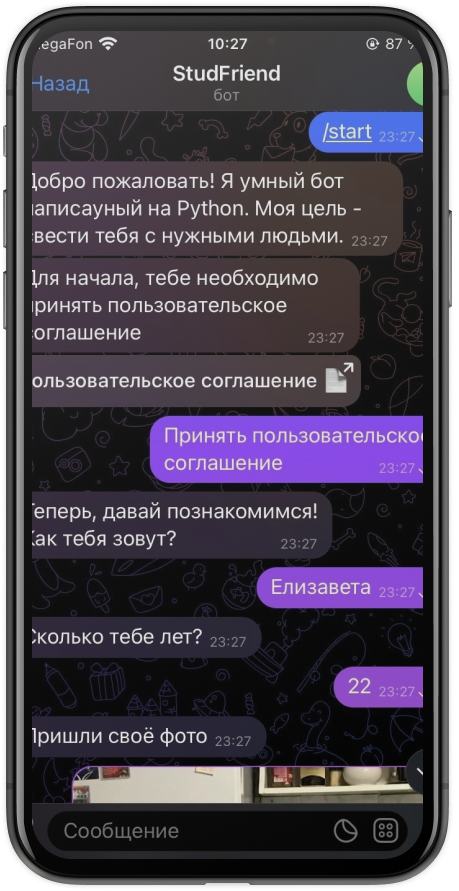 egaFon 10:27 87 %
Назад StudFriend
бот
/start 23:27
Добро пожаловать! Я умный бот
написауный на Python. Моя цель -
свести тебя с нужными людьми. 23:27
Для начала, тебе необходимо
принять пользовательское
соглашение 23:27
ользовательское соглашение
Принять пользовательско
соглашение 23:27
Теперь, давай познакомимся!
Как тебя зовут? 23:27
Елизавета 23:27
Сколько тебе лет? 23:27
22 23:27
Пришли своё фото 23:27
Сообщение